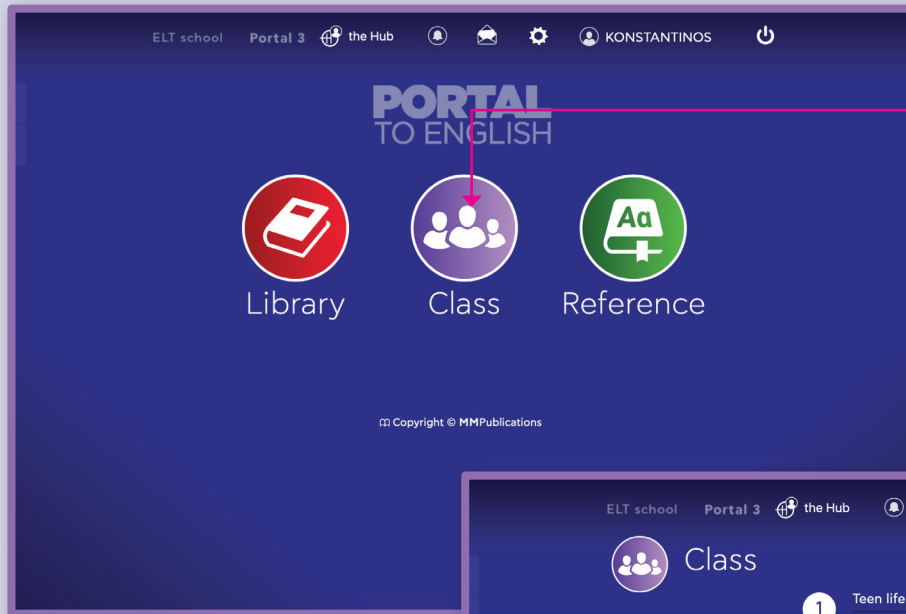 ELT school Portal 3 the Hub KONSTANTINOS
PORTAL
TO ENGLISH
Aa
Library Class Reference
Copyright © MMPublications
ELT school Portal 3 the Hub
Class
1 Teen life